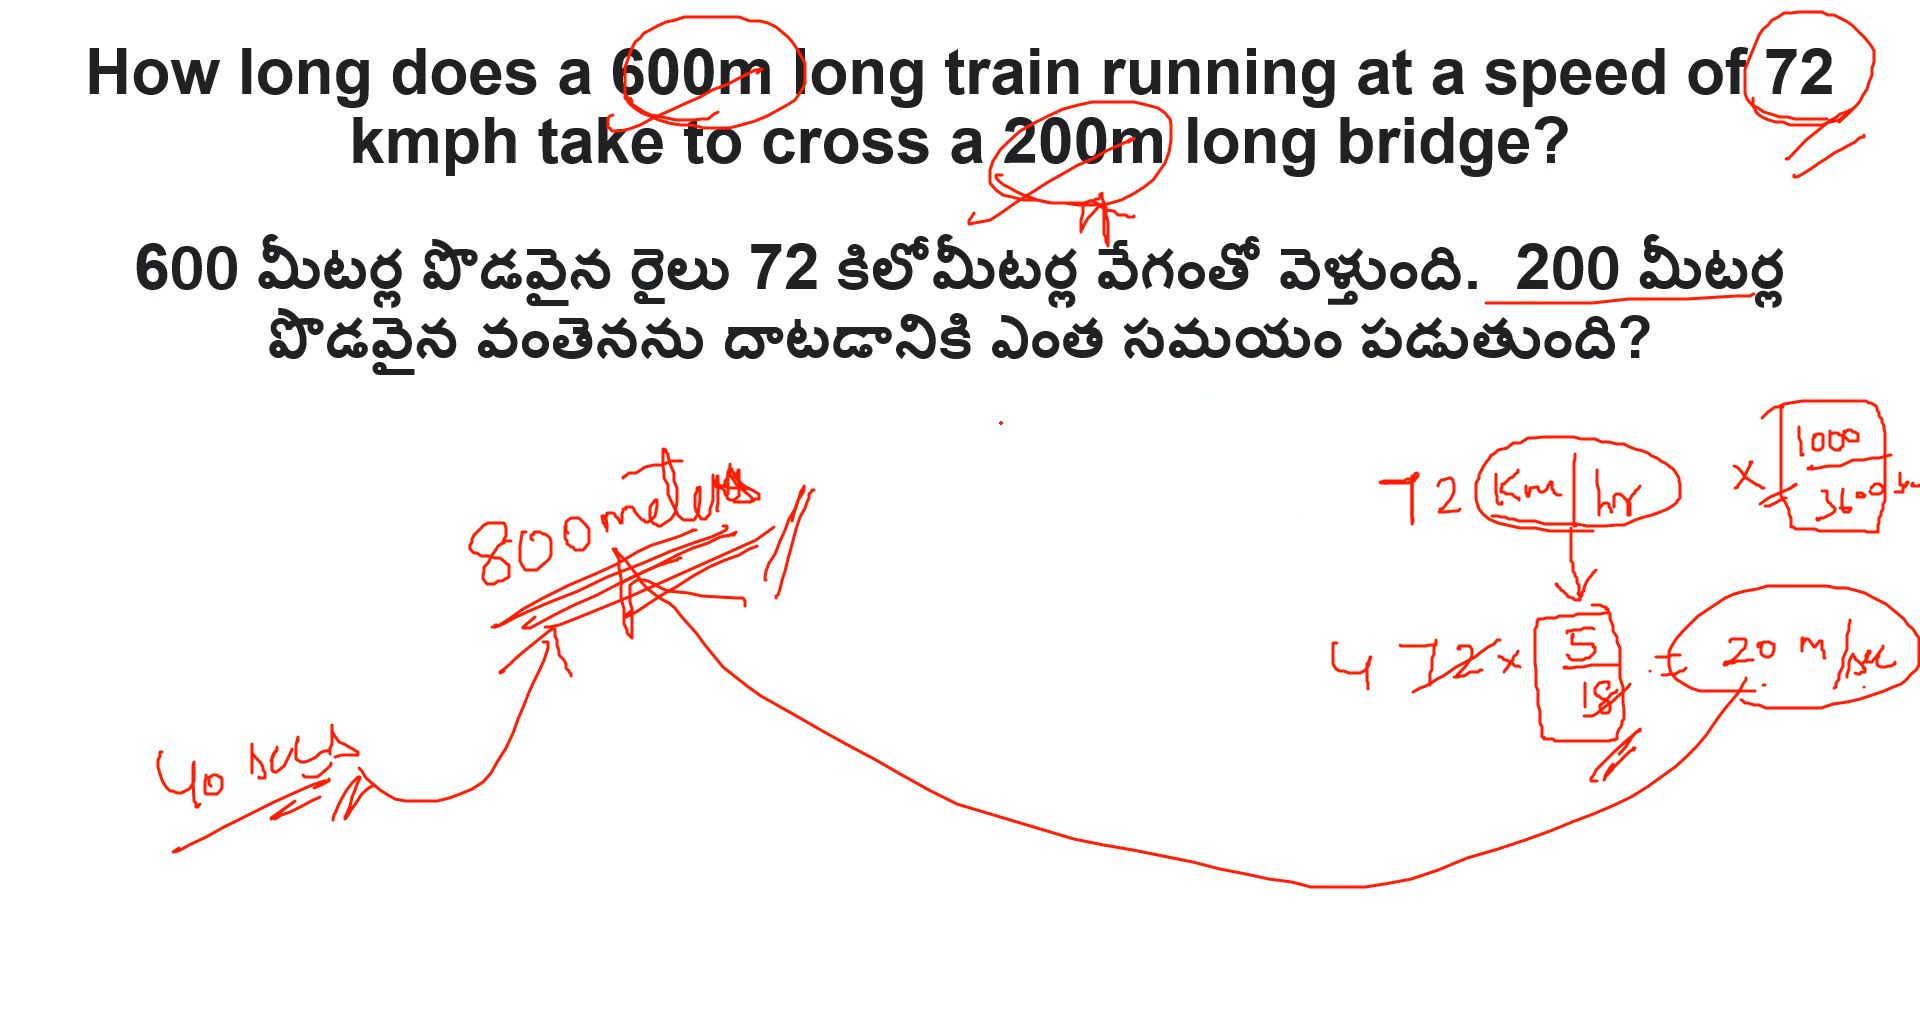 How long does a 600m long train running at a speed of 72
kmph take to cross a 200m long bridge?
600 మీటర్ల పొడవైన రైలు 72 కిలోమీటర్ల వేగంతో వెళ్తుంది. 200 మీటర్ల
పొడవైన వంతెనను దాటడానికి ఎంత సమయం పడుతుంది?
72 Km/hr × 1000/3600
800 meters
4 72 × 5/18 = 20 m/sec
40 secs